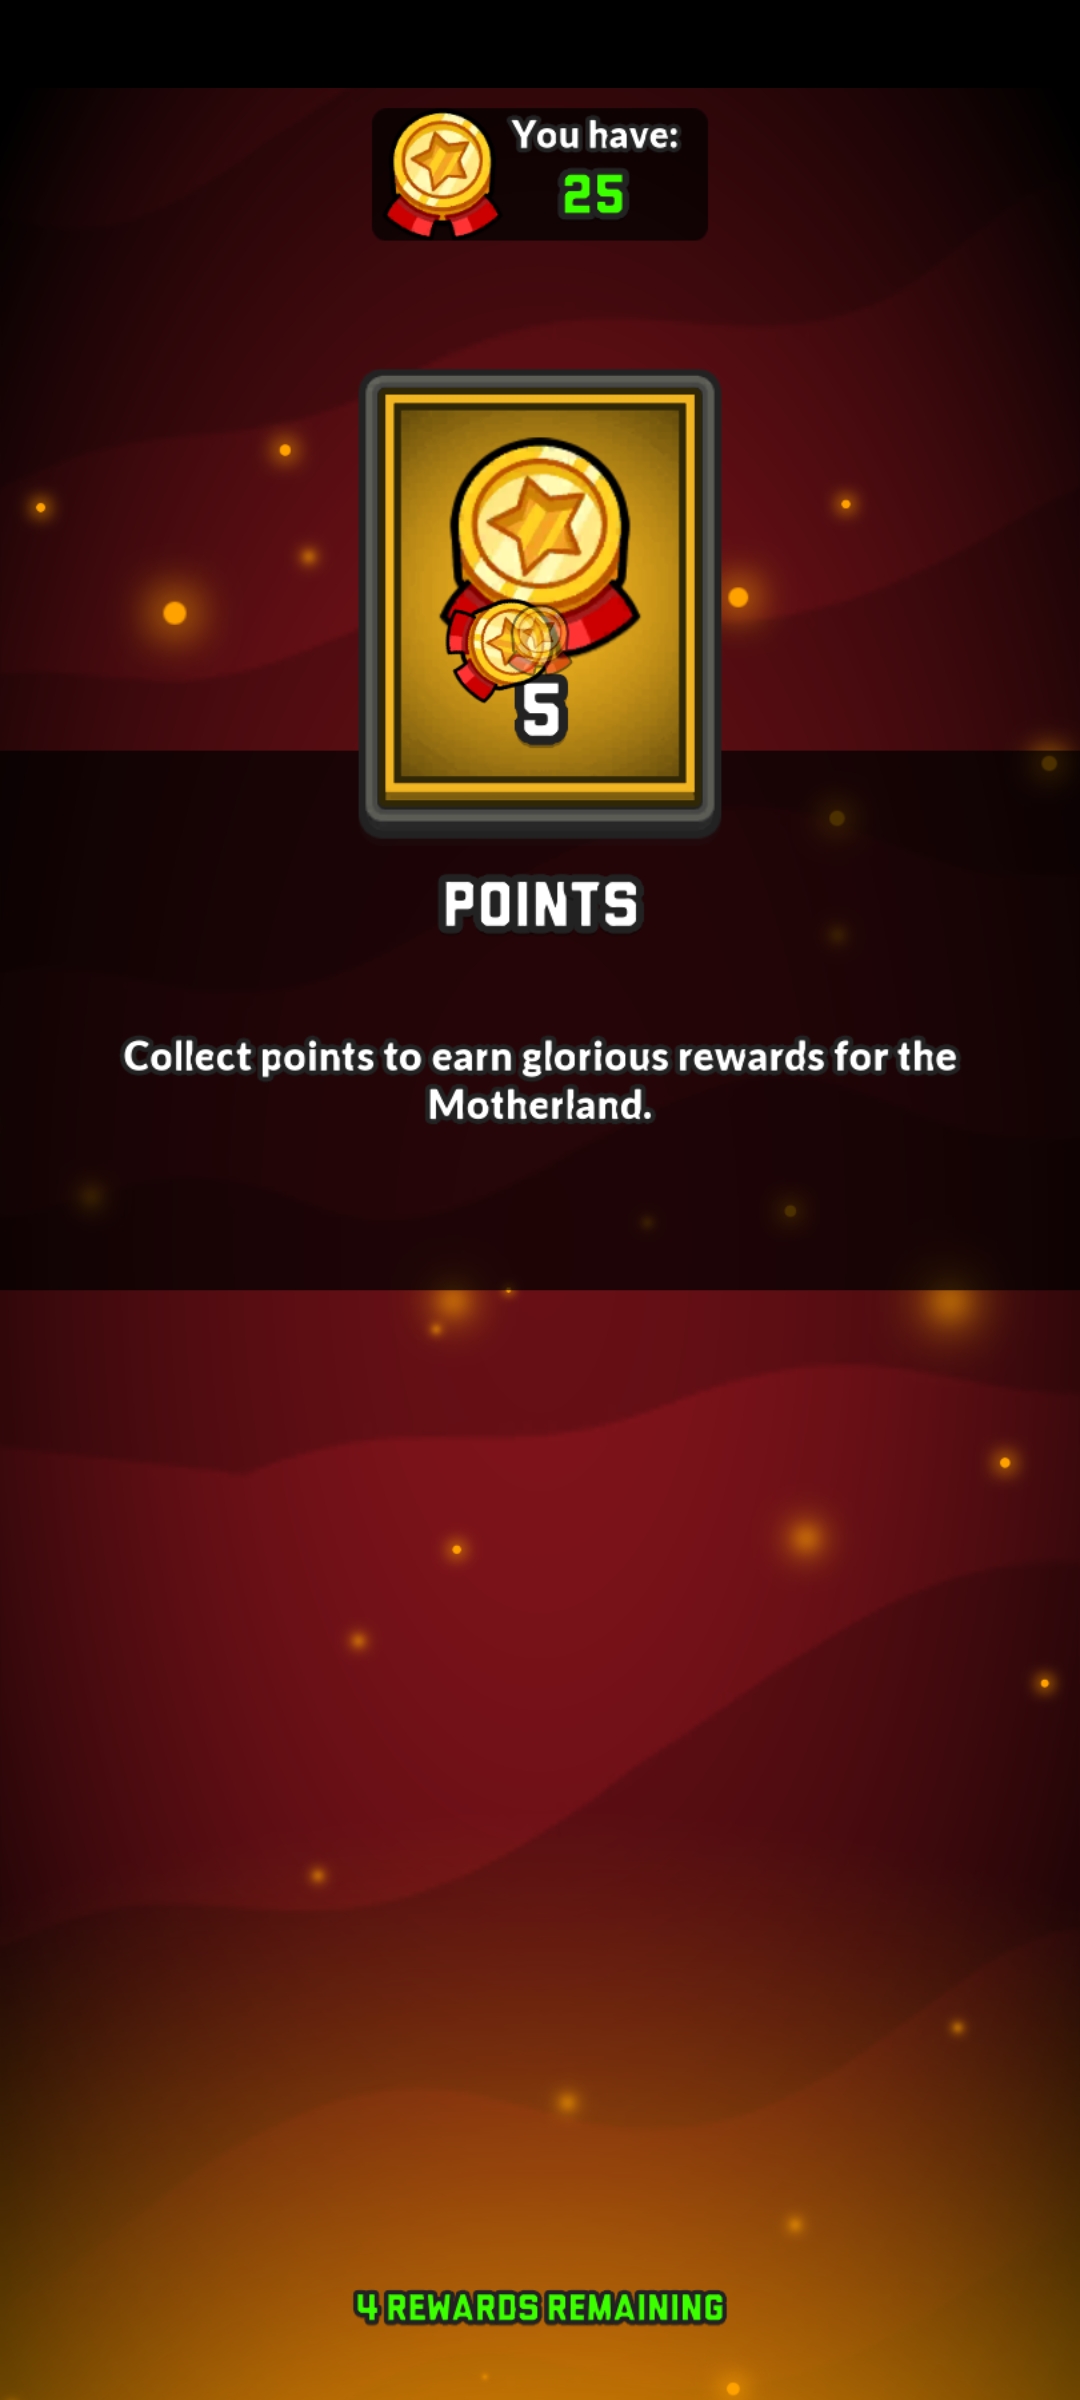 You have:
25
5
POINTS
Collect points to earn glorious rewards for the
Motherland.
4 REWARDS REMAINING